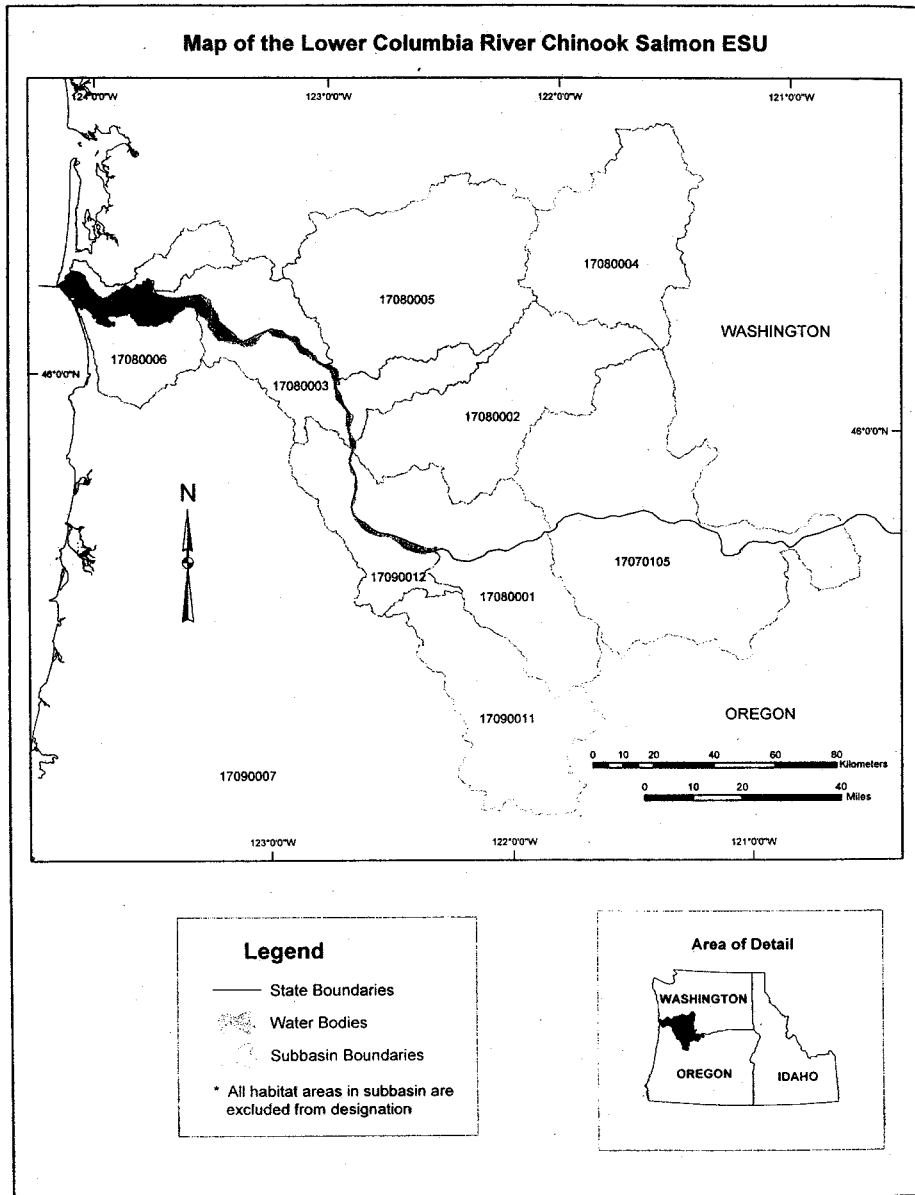 Map of the Lower Columbia River Chinook Salmon ESU
124°0'0"W
123°0'0"W
122°0'0"W
121°0'0"W
17080004
17080005
WASHINGTON
17080006
46°0'0"N
17080003
17080002
46°0'0"N
N
17070105
17090012
17080001
17090011
OREGON
0 5 10 15 20 40 60 80
Kilometers
17090007
0 10 20 40
Miles
123°0'0"W
122°0'0"W
121°0'0"W
Legend
State Boundaries
Water Bodies
Subbasin Boundaries
* All habitat areas in subbasin are
excluded from designation
Area of Detail
WASHINGTON
OREGON
IDAHO